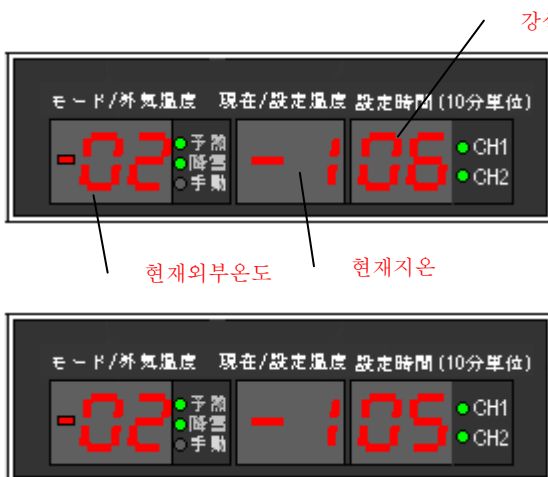 강
モード/外気温度 現在/設定温度 設定時間(10分単位)
-02 予熱 降雪 手動 - 1 06 CH1 CH2
현재외부온도 현재지온
モード/外気温度 現在/設定温度 設定時間(10分単位)
-02 予熱 降雪 手動 - 1 05 CH1 CH2